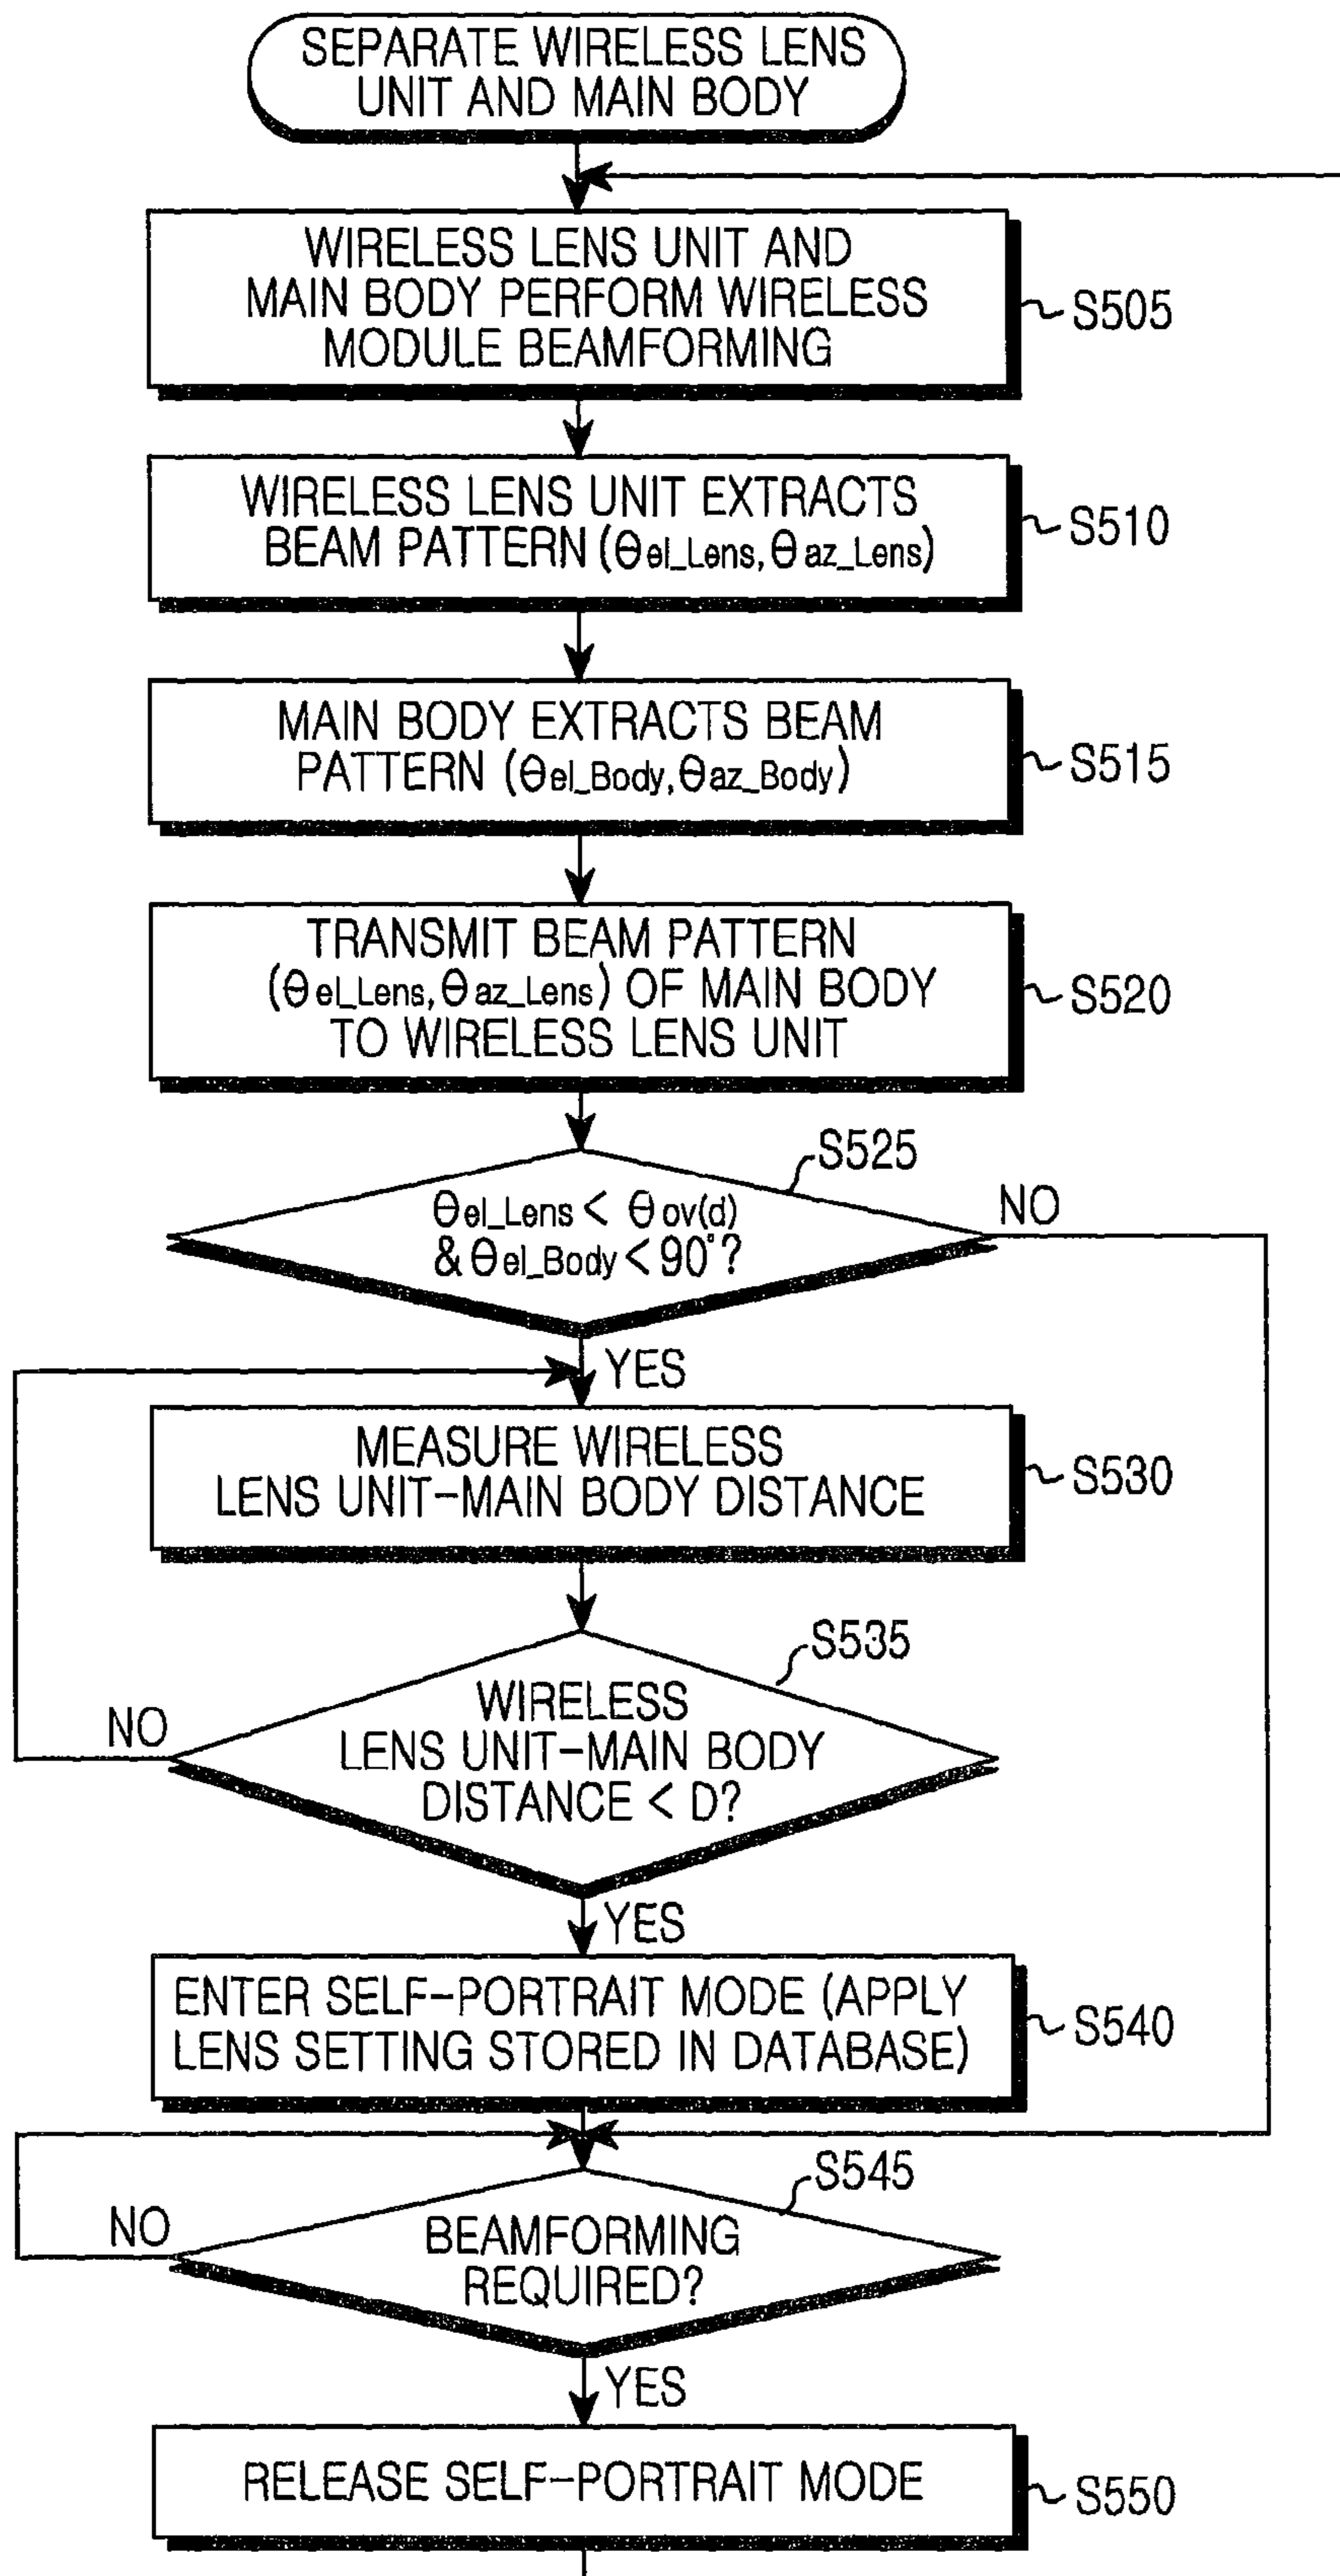 SEPARATE WIRELESS LENS
UNIT AND MAIN BODY
WIRELESS LENS UNIT AND
MAIN BODY PERFORM WIRELESS
MODULE BEAMFORMING
S505
WIRELESS LENS UNIT EXTRACTS
BEAM PATTERN (θel_Lens, θaz_Lens)
S510
MAIN BODY EXTRACTS BEAM
PATTERN (θel_Body, θaz_Body)
S515
TRANSMIT BEAM PATTERN
(θel_Lens, θaz_Lens) OF MAIN BODY
TO WIRELESS LENS UNIT
S520
S525
θel_Lens < θov(d)
& θel_Body < 90°?
NO
YES
MEASURE WIRELESS
LENS UNIT-MAIN BODY DISTANCE
S530
S535
WIRELESS
LENS UNIT-MAIN BODY
DISTANCE < D?
NO
YES
ENTER SELF-PORTRAIT MODE (APPLY
LENS SETTING STORED IN DATABASE)
S540
S545
BEAMFORMING
REQUIRED?
NO
YES
RELEASE SELF-PORTRAIT MODE
S550